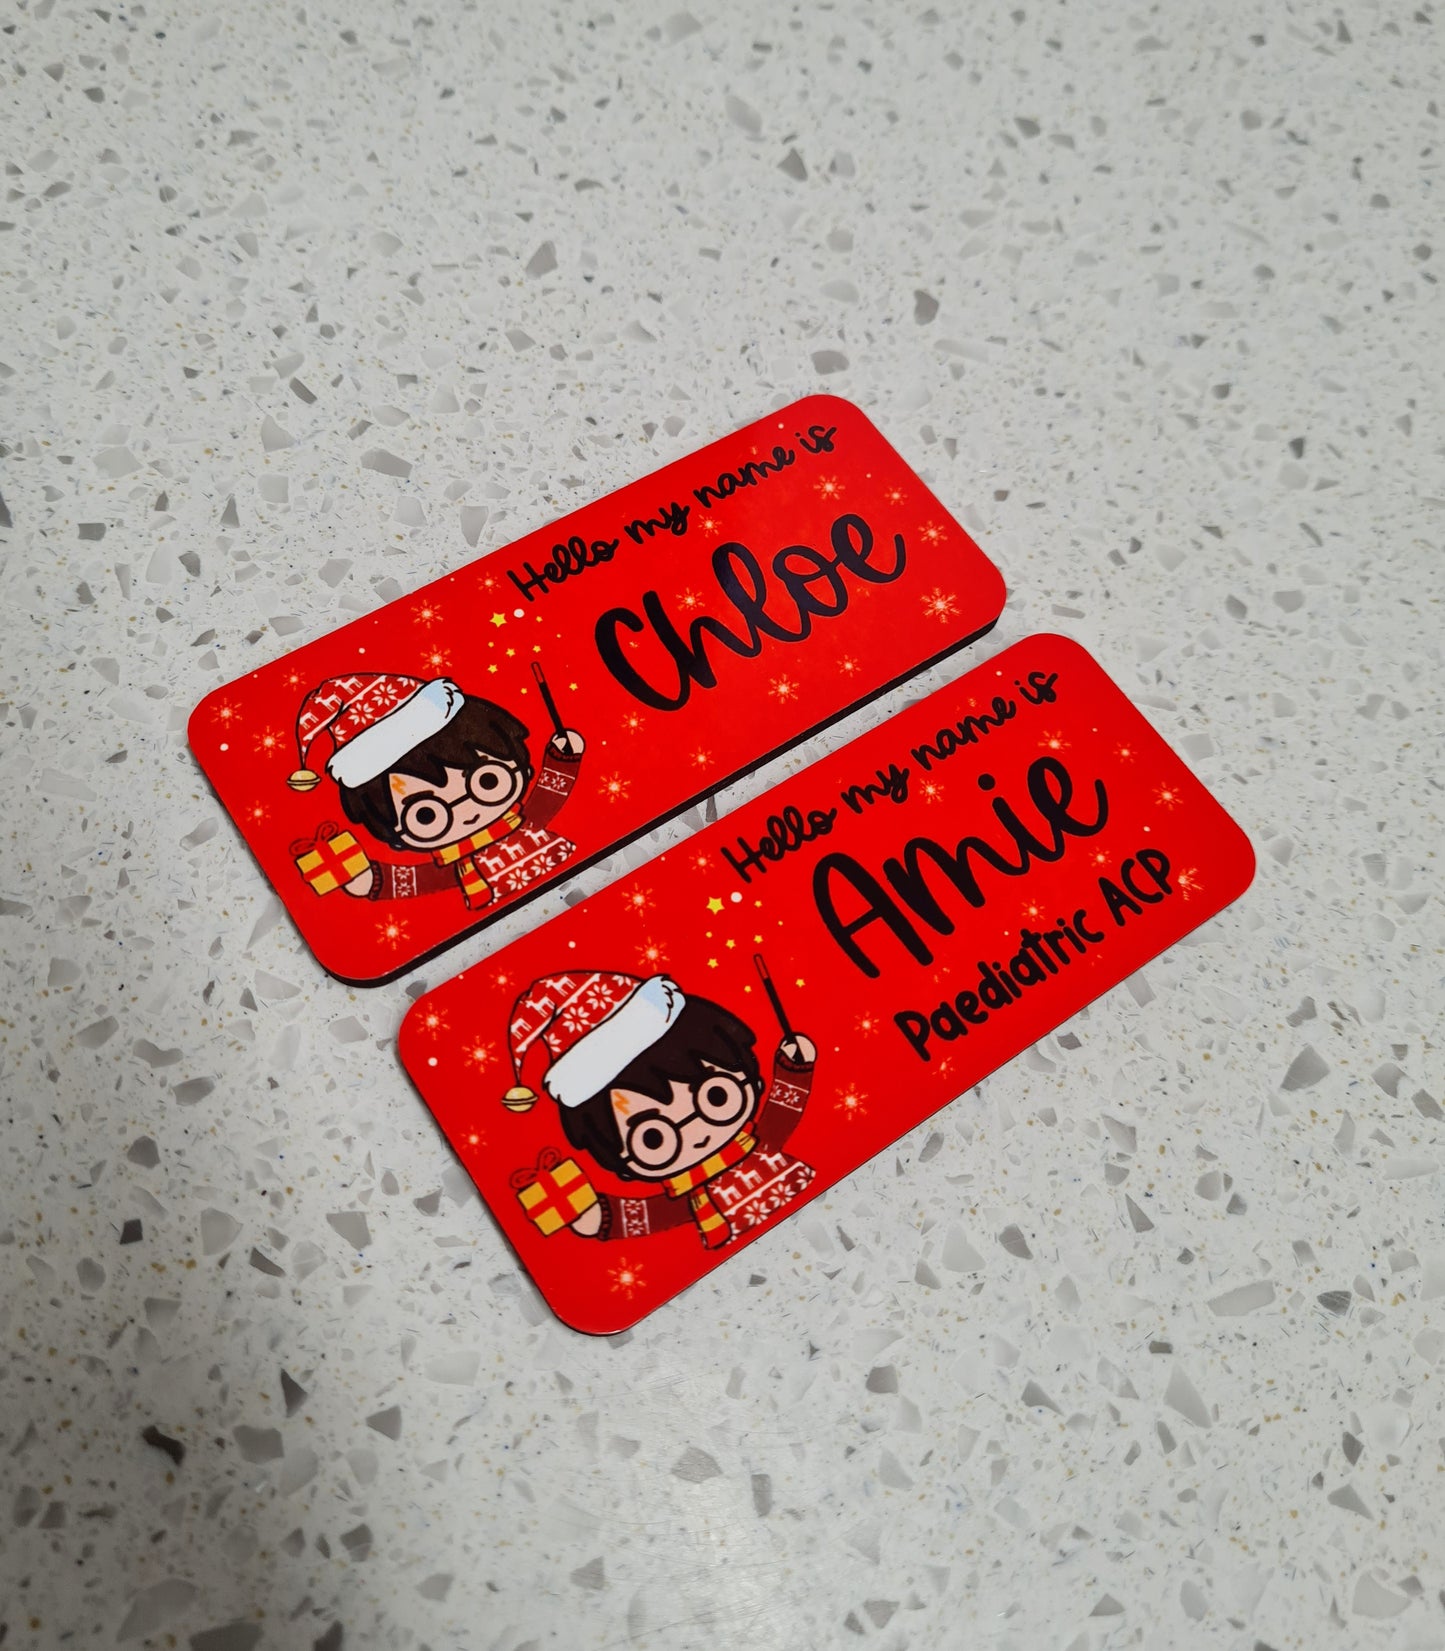 Hello my name is
Chloe
Hello my name is
Amie
Paediatric ACP